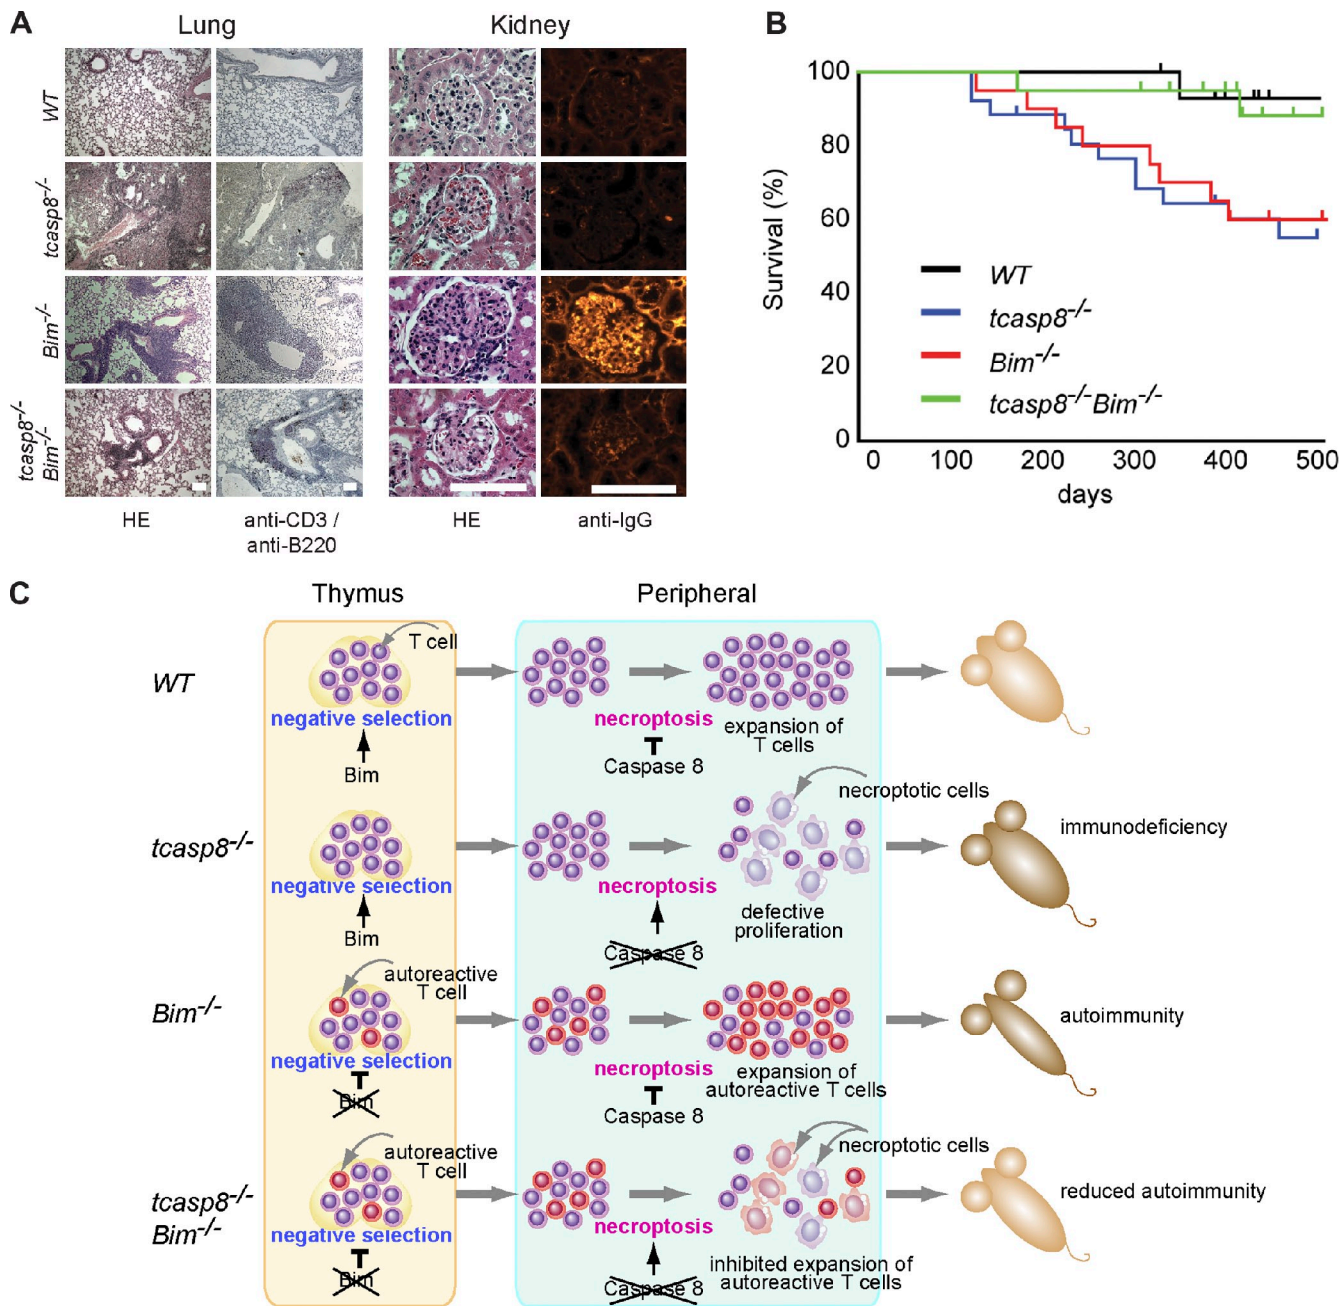 A
Lung
Kidney
WT
tcasp8-/-
Bim-/-
tcasp8-/-
Bim-/-
HE
anti-CD3 /
anti-B220
HE
anti-IgG
B
100
80
60
40
20
0
Survival (%)
WT
tcasp8-/-
Bim-/-
tcasp8-/-Bim-/-
0
100
200
300
400
500
days
C
Thymus
Peripheral
WT
T cell
negative selection
Bim
necroptosis
Caspase 8
expansion of
T cells
tcasp8-/-
negative selection
Bim
necroptosis
Caspase 8
necroptotic cells
defective
proliferation
immunodeficiency
Bim-/-
autoreactive
T cell
negative selection
Bim
necroptosis
Caspase 8
expansion of
autoreactive T cells
autoimmunity
tcasp8-/-
Bim-/-
autoreactive
T cell
negative selection
Bim
necroptosis
Caspase 8
necroptotic cells
inhibited expansion of
autoreactive T cells
reduced autoimmunity